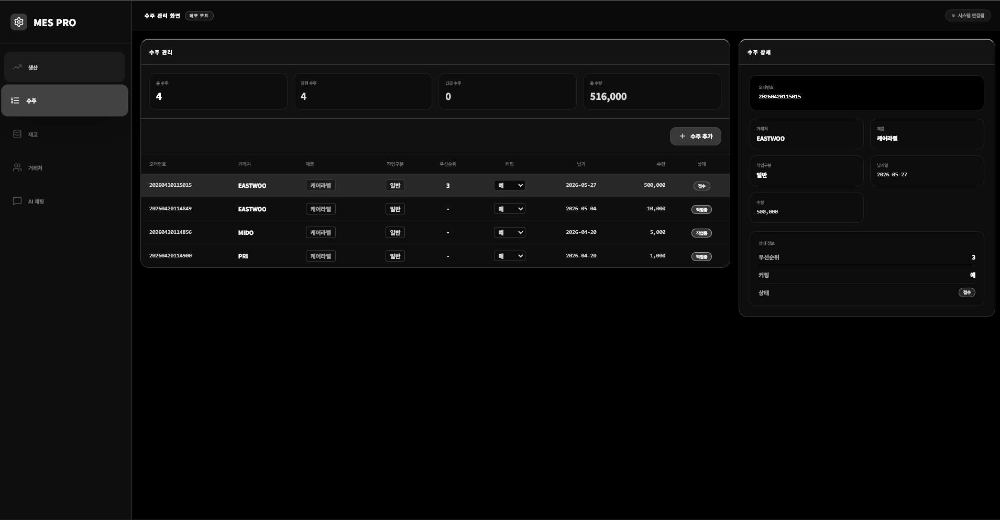 MES PRO
생산
수주
재고
거래처
AI 채팅
수주 관리 화면 데모 모드
시스템 연결됨
수주 관리
총 수주 진행 수주 긴급 수주 총 수량
4 4 0 516,000
수주 추가
오더번호 거래처 제품 작업구분 우선순위 커팅 납기 수량 상태
20260420115015 EASTWOO 케어라벨 일반 3 예 2026-05-27 500,000 접수
20260420114849 EASTWOO 케어라벨 일반 - 예 2026-05-04 10,000 작업중
20260420114856 MIDO 케어라벨 일반 - 예 2026-04-20 5,000 작업중
20260420114900 PRI 케어라벨 일반 - 예 2026-04-20 1,000 작업중
수주 상세
오더번호
20260420115015
거래처 제품
EASTWOO 케어라벨
작업구분 납기일
일반 2026-05-27
수량
500,000
상태 정보
우선순위 3
커팅 예
상태 접수